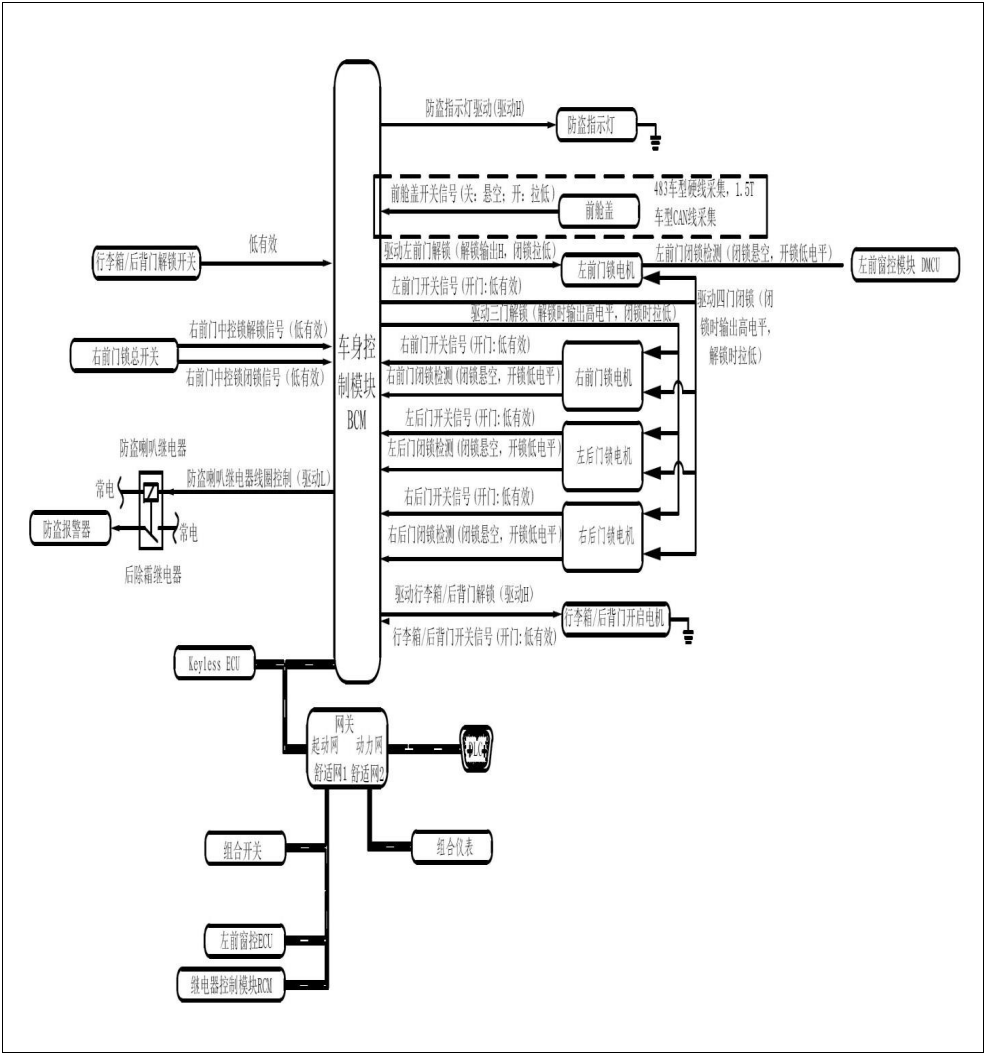 防盗指示灯驱动(驱动H)
防盗指示灯
前舱盖开关信号(关：悬空；开：拉低)
前舱盖
483车型硬线采集，1.5T
车型CAN线采集
低有效
行李箱/后背门解锁开关
驱动左前门解锁（解锁输出H，闭锁拉低）
左前门锁电机
左前门闭锁检测（闭锁悬空，开锁低电平）
左前窗控模块 DMCU
左前门开关信号(开门:低有效)
驱动四门闭锁（闭
锁时输出高电平，
解锁时拉低）
驱动三门解锁（解锁时输出高电平，闭锁时拉低）
右前门中控锁解锁信号（低有效）
右前门锁总开关
右前门中控锁闭锁信号（低有效）
车身控
制模块
BCM
右前门开关信号(开门:低有效)
右前门闭锁检测(闭锁悬空，开锁低电平)
右前门锁电机
左后门开关信号(开门:低有效)
左后门闭锁检测(闭锁悬空，开锁低电平)
左后门锁电机
右后门开关信号(开门:低有效)
右后门闭锁检测(闭锁悬空，开锁低电平)
右后门锁电机
防盗喇叭继电器
防盗喇叭继电器线圈控制（驱动L）
常电
防盗报警器
常电
后除霜继电器
驱动行李箱/后背门解锁（驱动H）
行李箱/后背门开启电机
行李箱/后背门开关信号(开门:低有效)
Keyless ECU
网关
起动网 动力网
舒适网1 舒适网2
DLC
组合开关
组合仪表
左前窗控ECU
继电器控制模块RCM